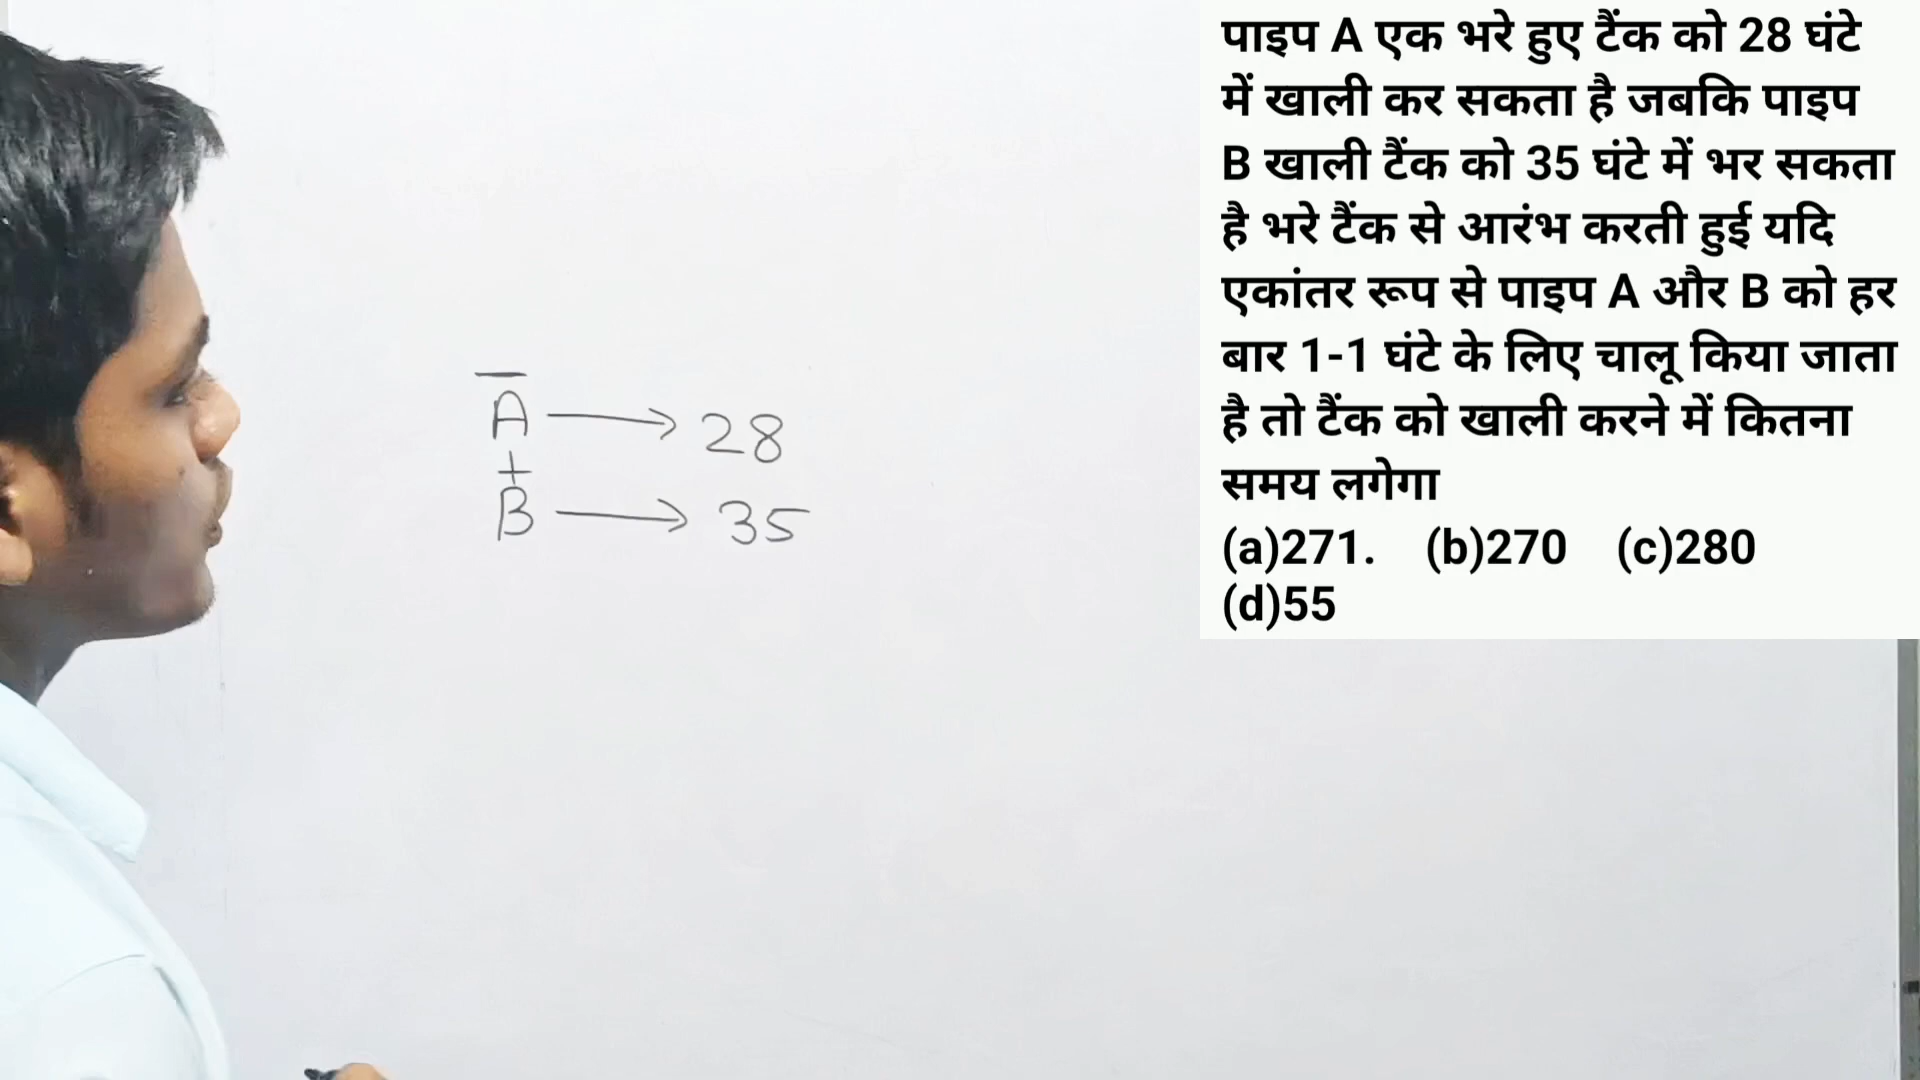 पाइप A एक भरे हुए टैंक को 28 घंटे
में खाली कर सकता है जबकि पाइप
B खाली टैंक को 35 घंटे में भर सकता
है भरे टैंक से आरंभ करती हुई यदि
एकांतर रूप से पाइप A और B को हर
बार 1-1 घंटे के लिए चालू किया जाता
है तो टैंक को खाली करने में कितना
समय लगेगा
(a)271. (b)270 (c)280
(d)55
—
A → 28
+
B → 35